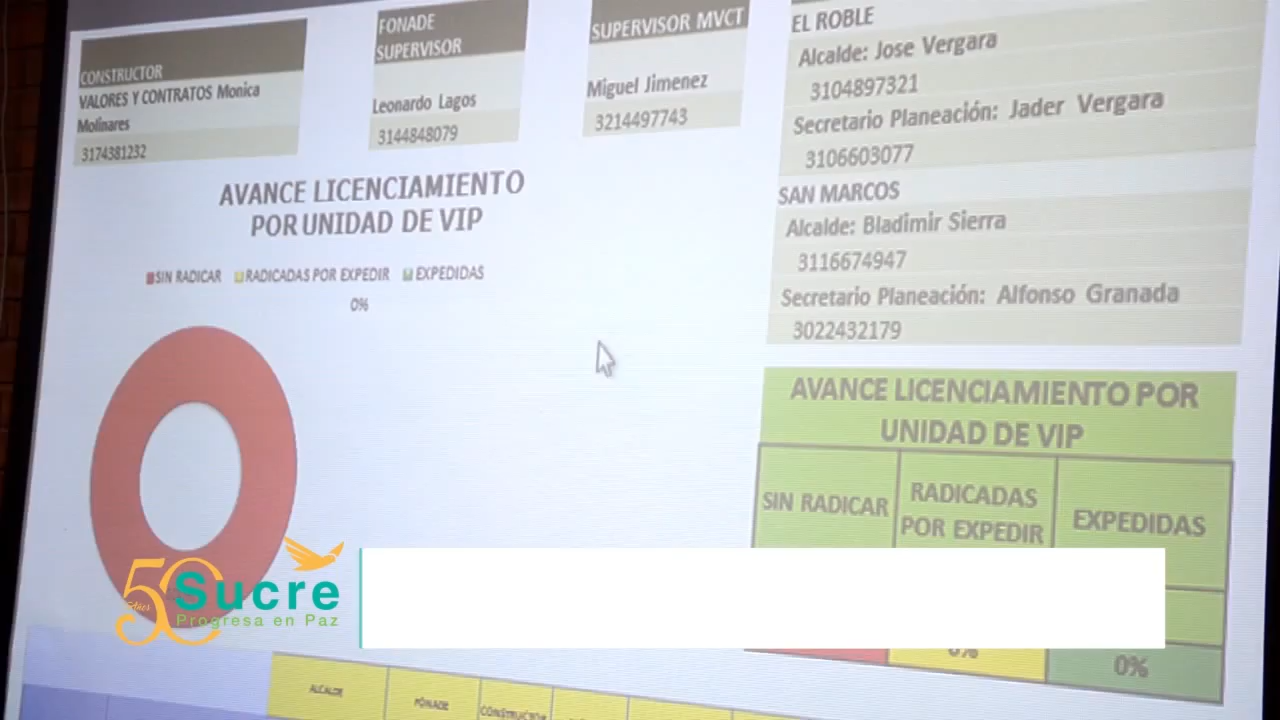 CONSTRUCTOR
VALORES Y CONTRATOS Monica
Molinares
3174381232
FONADE
SUPERVISOR
Leonardo Lagos
3144848079
SUPERVISOR MVCT
Miguel Jimenez
3214497743
EL ROBLE
Alcalde: Jose Vergara
3104897321
Secretario Planeación: Jader Vergara
3106603077
SAN MARCOS
Alcalde: Bladimir Sierra
3116674947
Secretario Planeación: Alfonso Granada
3022432179
AVANCE LICENCIAMIENTO
POR UNIDAD DE VIP
SIN RADICAR RADICADAS POR EXPEDIR EXPEDIDAS
0%
AVANCE LICENCIAMIENTO POR
UNIDAD DE VIP
SIN RADICAR
RADICADAS
POR EXPEDIR
EXPEDIDAS
0%
0%
50 Años
Sucre
Progresa en Paz
ALCALDE
FONADE
CONSTRUCTOR